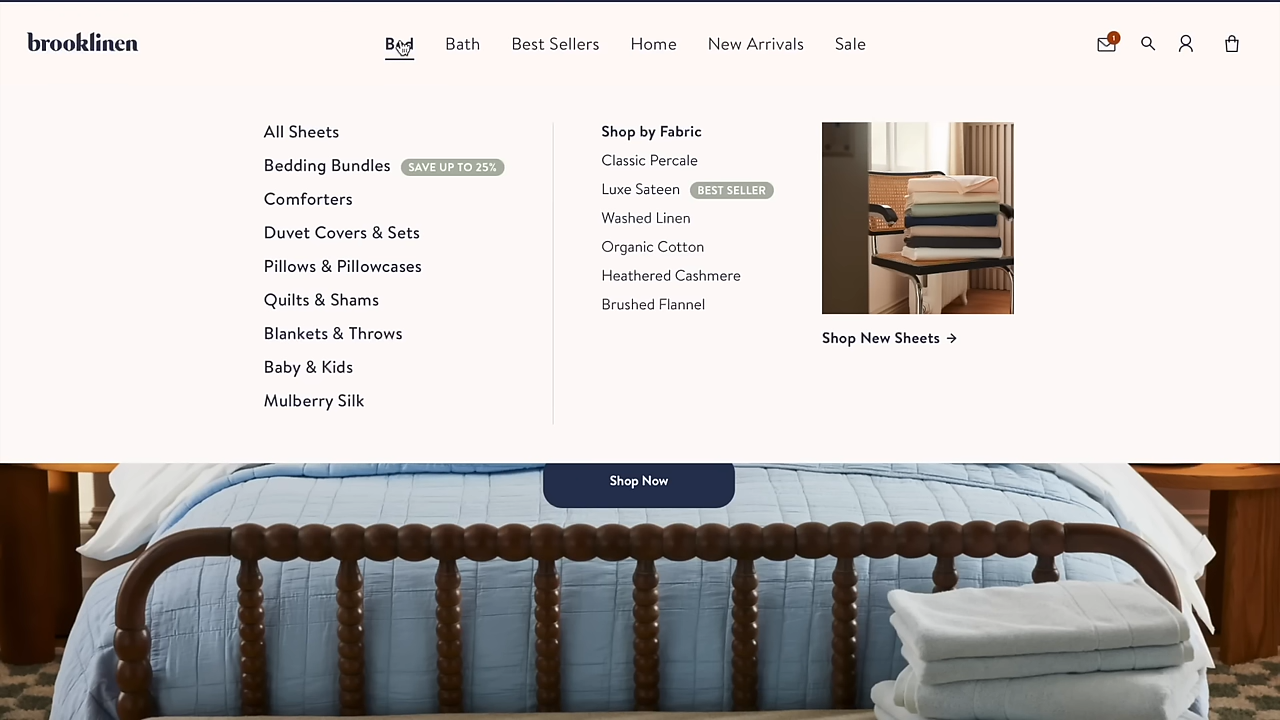 brooklinen
Bed
Bath
Best Sellers
Home
New Arrivals
Sale
1
All Sheets
Bedding Bundles SAVE UP TO 25%
Comforters
Duvet Covers & Sets
Pillows & Pillowcases
Quilts & Shams
Blankets & Throws
Baby & Kids
Mulberry Silk
Shop by Fabric
Classic Percale
Luxe Sateen BEST SELLER
Washed Linen
Organic Cotton
Heathered Cashmere
Brushed Flannel
Shop New Sheets →
Shop Now